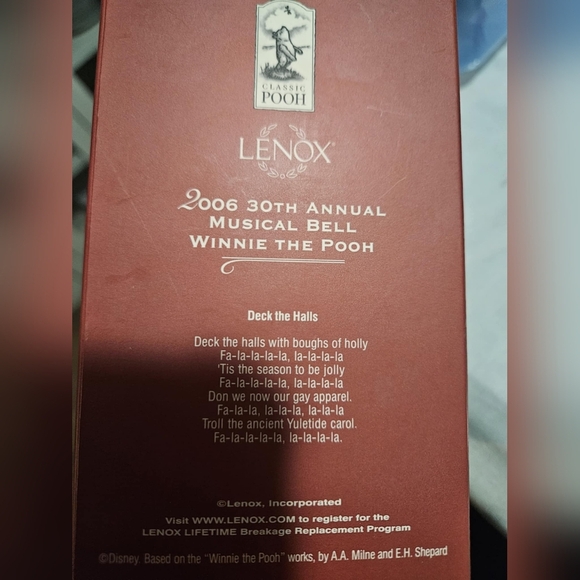 CLASSIC
POOH
LENOX®
2006 30TH ANNUAL
MUSICAL BELL
WINNIE THE POOH
Deck the Halls
Deck the halls with boughs of holly
Fa-la-la-la-la, la-la-la-la
'Tis the season to be jolly
Fa-la-la-la-la, la-la-la-la
Don we now our gay apparel.
Fa-la-la, la-la-la, la-la-la
Troll the ancient Yuletide carol.
Fa-la-la-la-la, la-la-la-la.
©Lenox, Incorporated
Visit WWW.LENOX.COM to register for the
LENOX LIFETIME Breakage Replacement Program
©Disney. Based on the "Winnie the Pooh" works, by A.A. Milne and E.H. Shepard